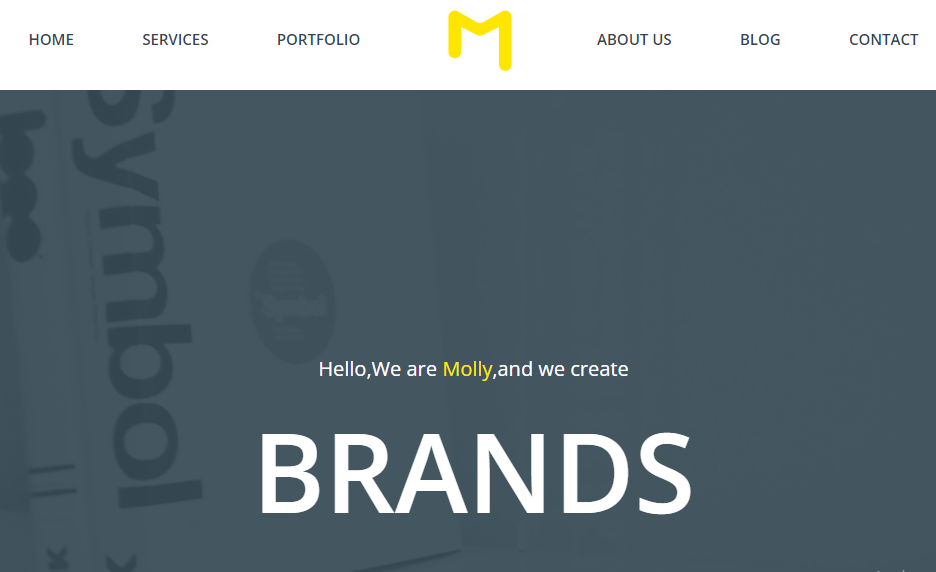 HOME SERVICES PORTFOLIO M ABOUT US BLOG CONTACT
Symbol
Hello,We are Molly,and we create
BRANDS